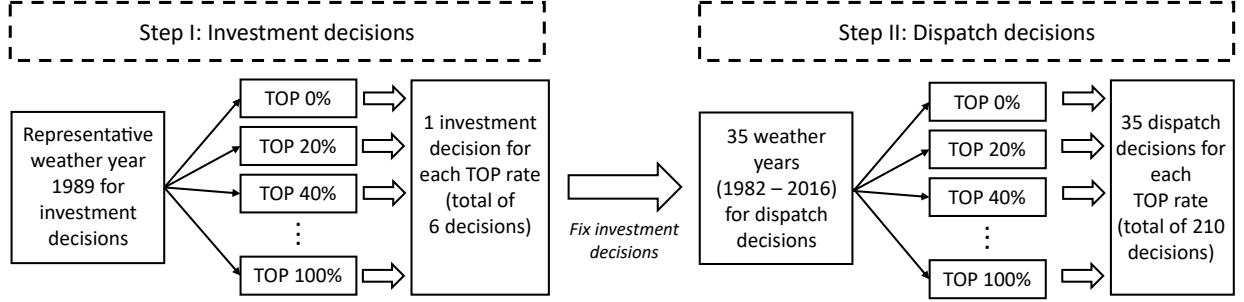 Step I: Investment decisions
Representative
weather year
1989 for
investment
decisions
TOP 0%
TOP 20%
TOP 40%
⋮
TOP 100%
1 investment
decision for
each TOP rate
(total of
6 decisions)
Fix investment
decisions
Step II: Dispatch decisions
35 weather
years
(1982 – 2016)
for dispatch
decisions
TOP 0%
TOP 20%
TOP 40%
⋮
TOP 100%
35 dispatch
decisions for
each
TOP rate
(total of 210
decisions)